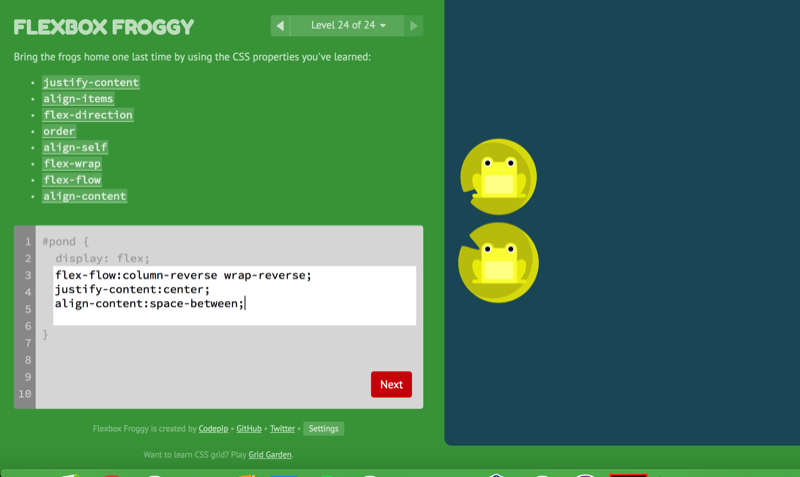 FLEXBOX FROGGY
◀ Level 24 of 24 ▾ ▶
Bring the frogs home one last time by using the CSS properties you've learned:
• justify-content
• align-items
• flex-direction
• order
• align-self
• flex-wrap
• flex-flow
• align-content
1 #pond {
2 display: flex;
3 flex-flow:column-reverse wrap-reverse;
4 justify-content:center;
5 align-content:space-between;
6 }
7
8
9
10
Next
Flexbox Froggy is created by Codepip • GitHub • Twitter • Settings
Want to learn CSS grid? Play Grid Garden.